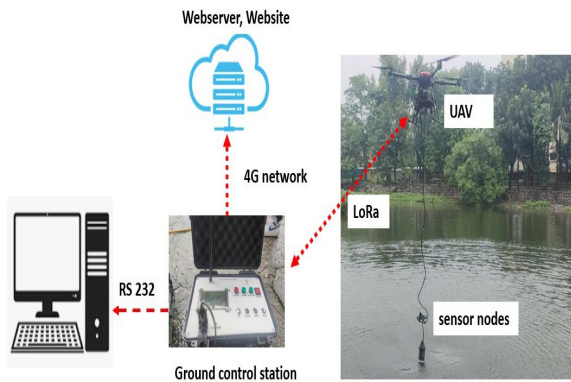 Webserver, Website
UAV
4G network
LoRa
RS 232
sensor nodes
Ground control station